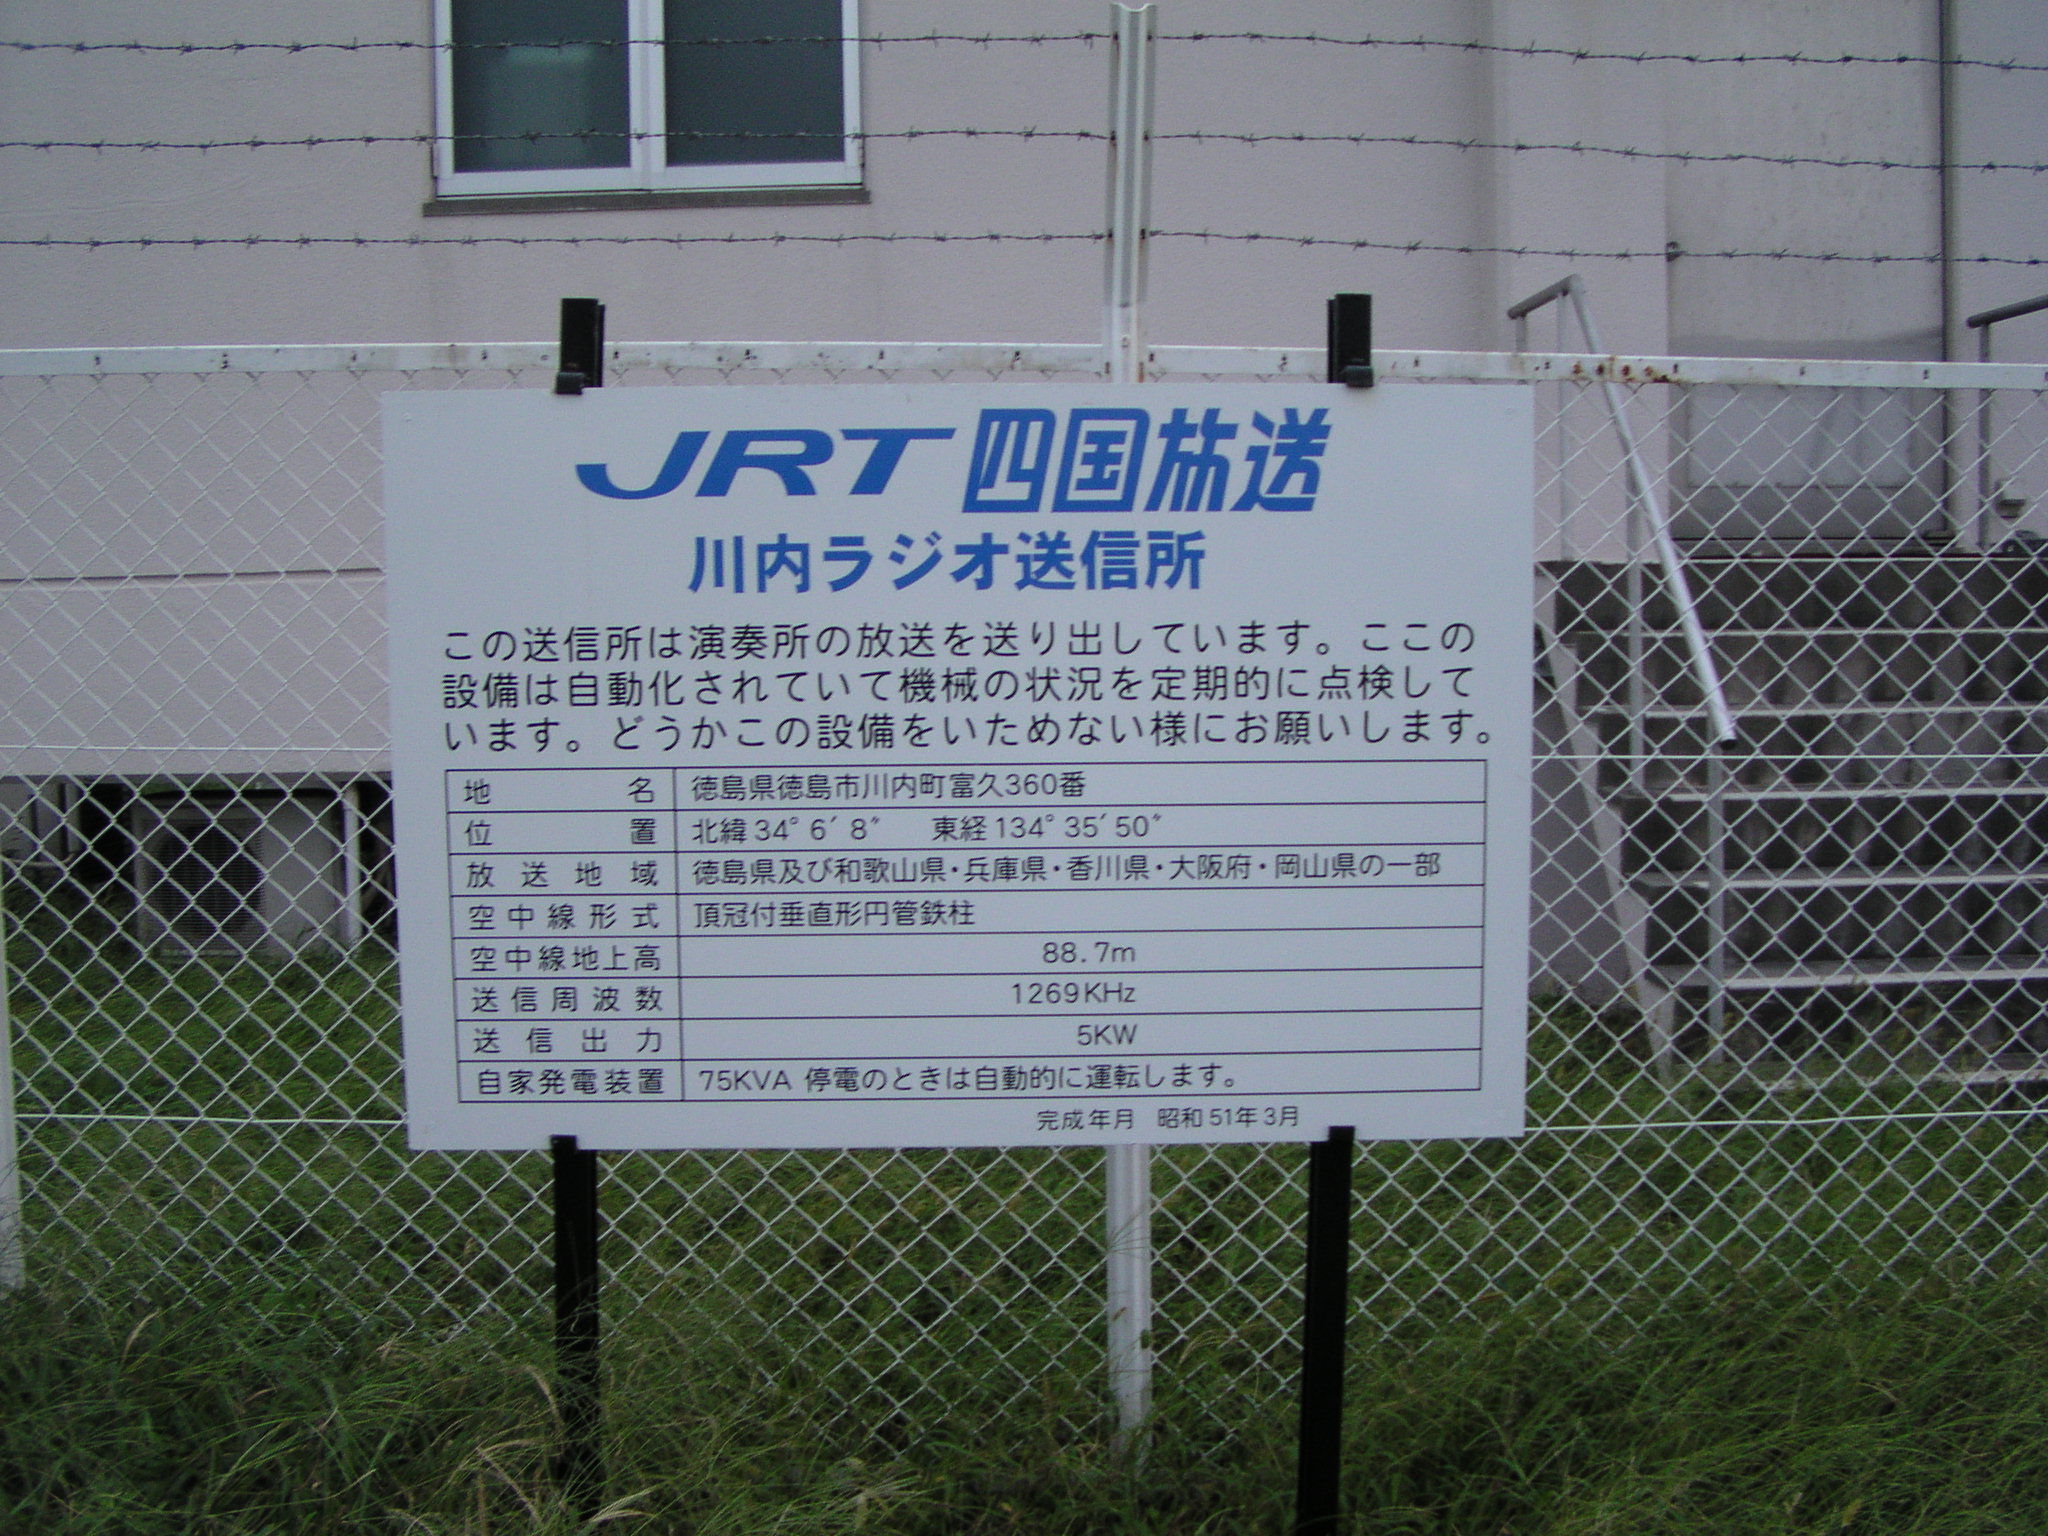 JRT 四国放送
川内ラジオ送信所
この送信所は演奏所の放送を送り出しています。ここの
設備は自動化されていて機械の状況を定期的に点検して
います。どうかこの設備をいためない様にお願いします。
地名 徳島県徳島市川内町富久360番
位置 北緯34°6′8″ 東経134°35′50″
放送地域 徳島県及び和歌山県・兵庫県・香川県・大阪府・岡山県の一部
空中線形式 頂冠付垂直形円管鉄柱
空中線地上高 88.7m
送信周波数 1269KHz
送信出力 5KW
自家発電装置 75KVA 停電のときは自動的に運転します。
完成年月 昭和51年3月